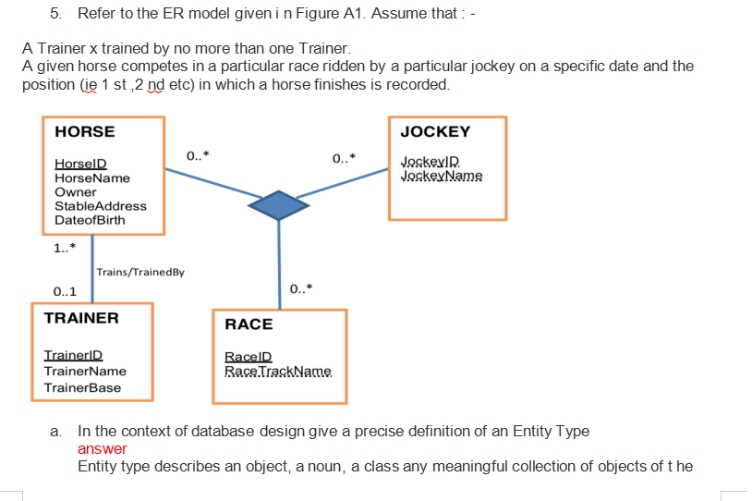 5. Refer to the ER model given i n Figure A1. Assume that : -
A Trainer x trained by no more than one Trainer.
A given horse competes in a particular race ridden by a particular jockey on a specific date and the
position (ie 1 st ,2 nd etc) in which a horse finishes is recorded.
HORSE
HorseID
HorseName
Owner
StableAddress
DateofBirth
0..*
0..*
JOCKEY
JockeyID
JockeyName
1..*
Trains/TrainedBy
0..1
0..*
TRAINER
TrainerID
TrainerName
TrainerBase
RACE
RaceID
RaceTrackName
a. In the context of database design give a precise definition of an Entity Type
answer
Entity type describes an object, a noun, a class any meaningful collection of objects of t he